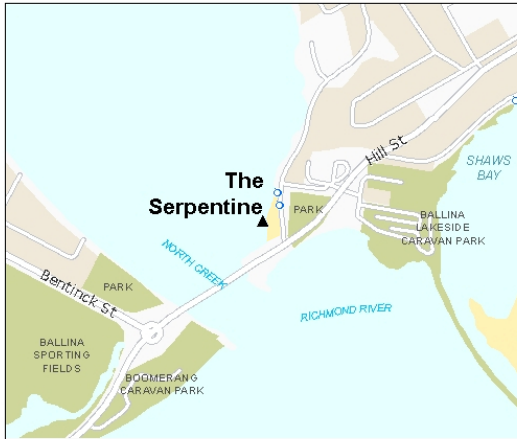 Hill St
SHAWS
BAY
The
Serpentine
PARK
BALLINA
LAKESIDE
CARAVAN PARK
NORTH CREEK
PARK
Bentinck St
RICHMOND RIVER
BALLINA
SPORTING
FIELDS
BOOMERANG
CARAVAN PARK